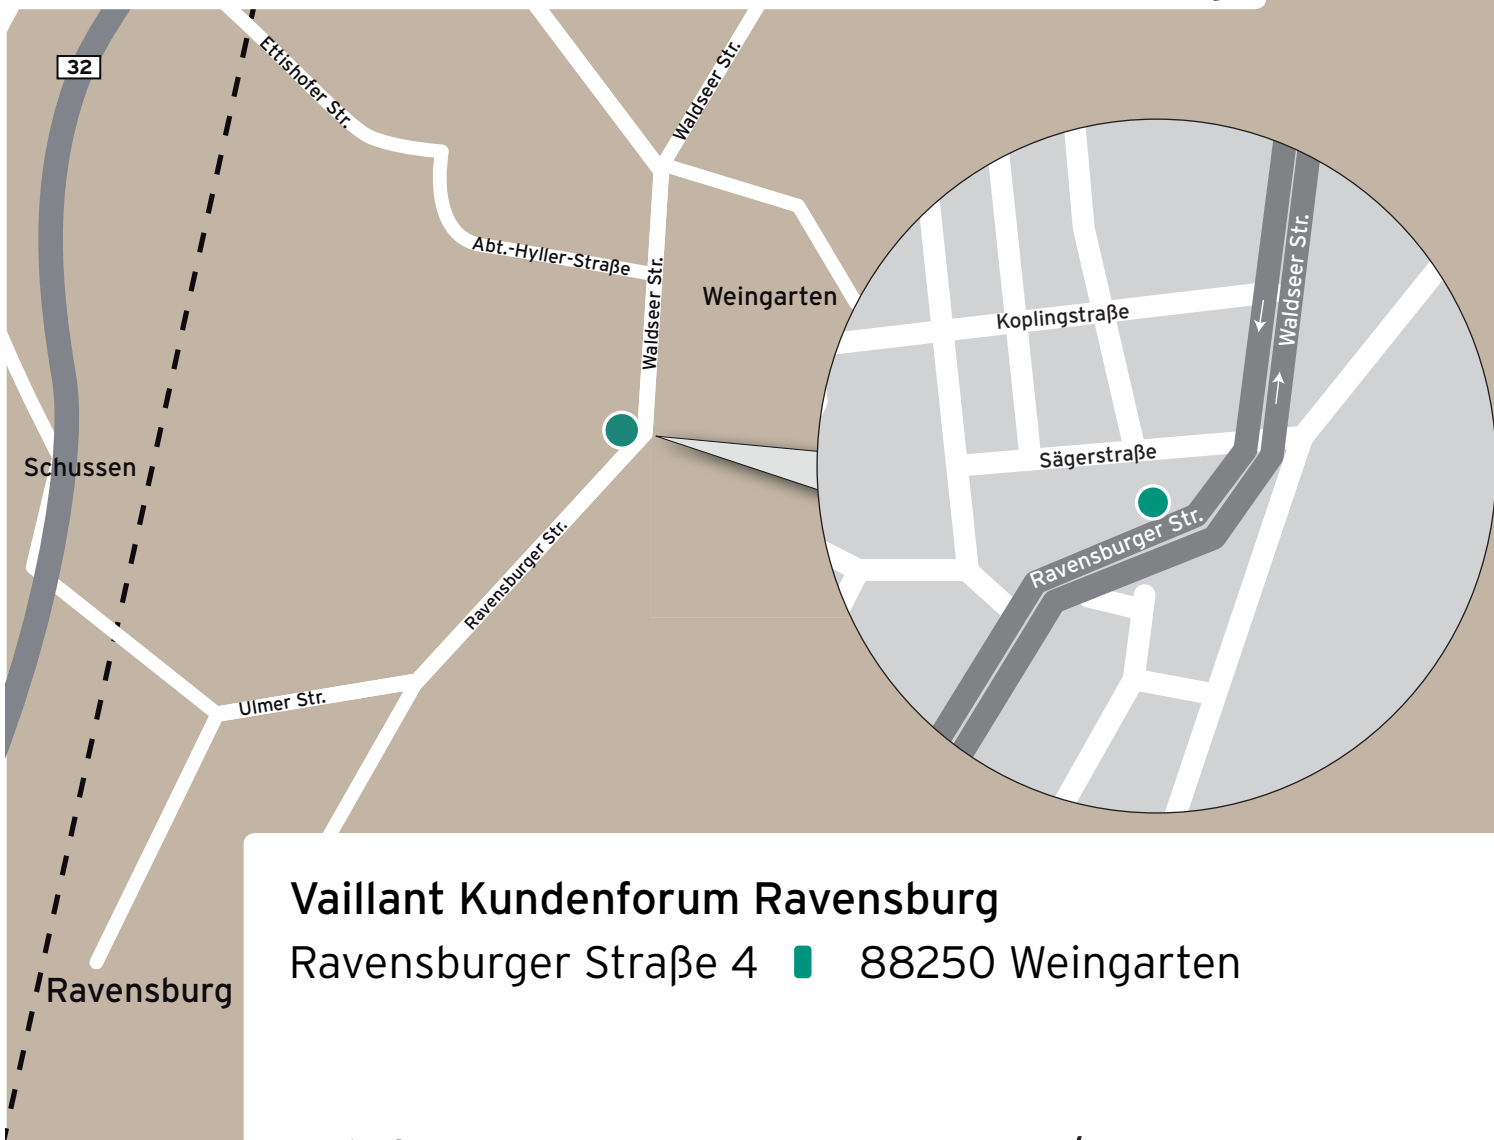 32
Ettishofer Str.
Waldseer Str.
Abt.-Hyller-Straße
Waldseer Str.
Weingarten
Waldseer Str.
Koplingstraße
Sägerstraße
Schussen
Ravensburger Str.
Ravensburger Str.
Ulmer Str.
Ravensburg
Vaillant Kundenforum Ravensburg
Ravensburger Straße 4 88250 Weingarten